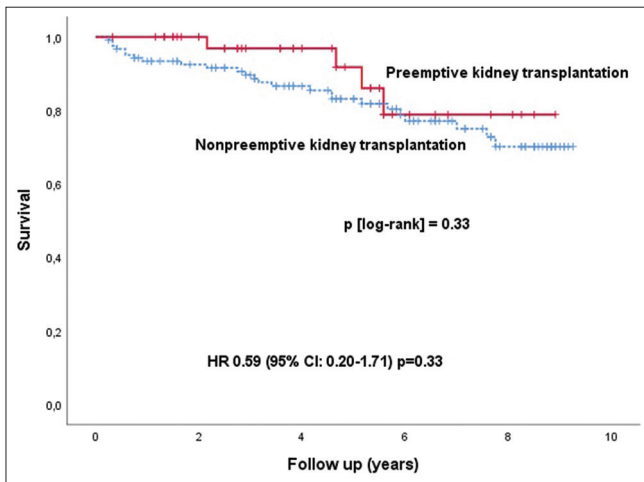 1,0
Preemptive kidney transplantation
0,8
Nonpreemptive kidney transplantation
0,6
Survival
p [log-rank] = 0.33
0,4
0,2
HR 0.59 (95% CI: 0.20-1.71) p=0.33
0,0
0 2 4 6 8 10
Follow up (years)